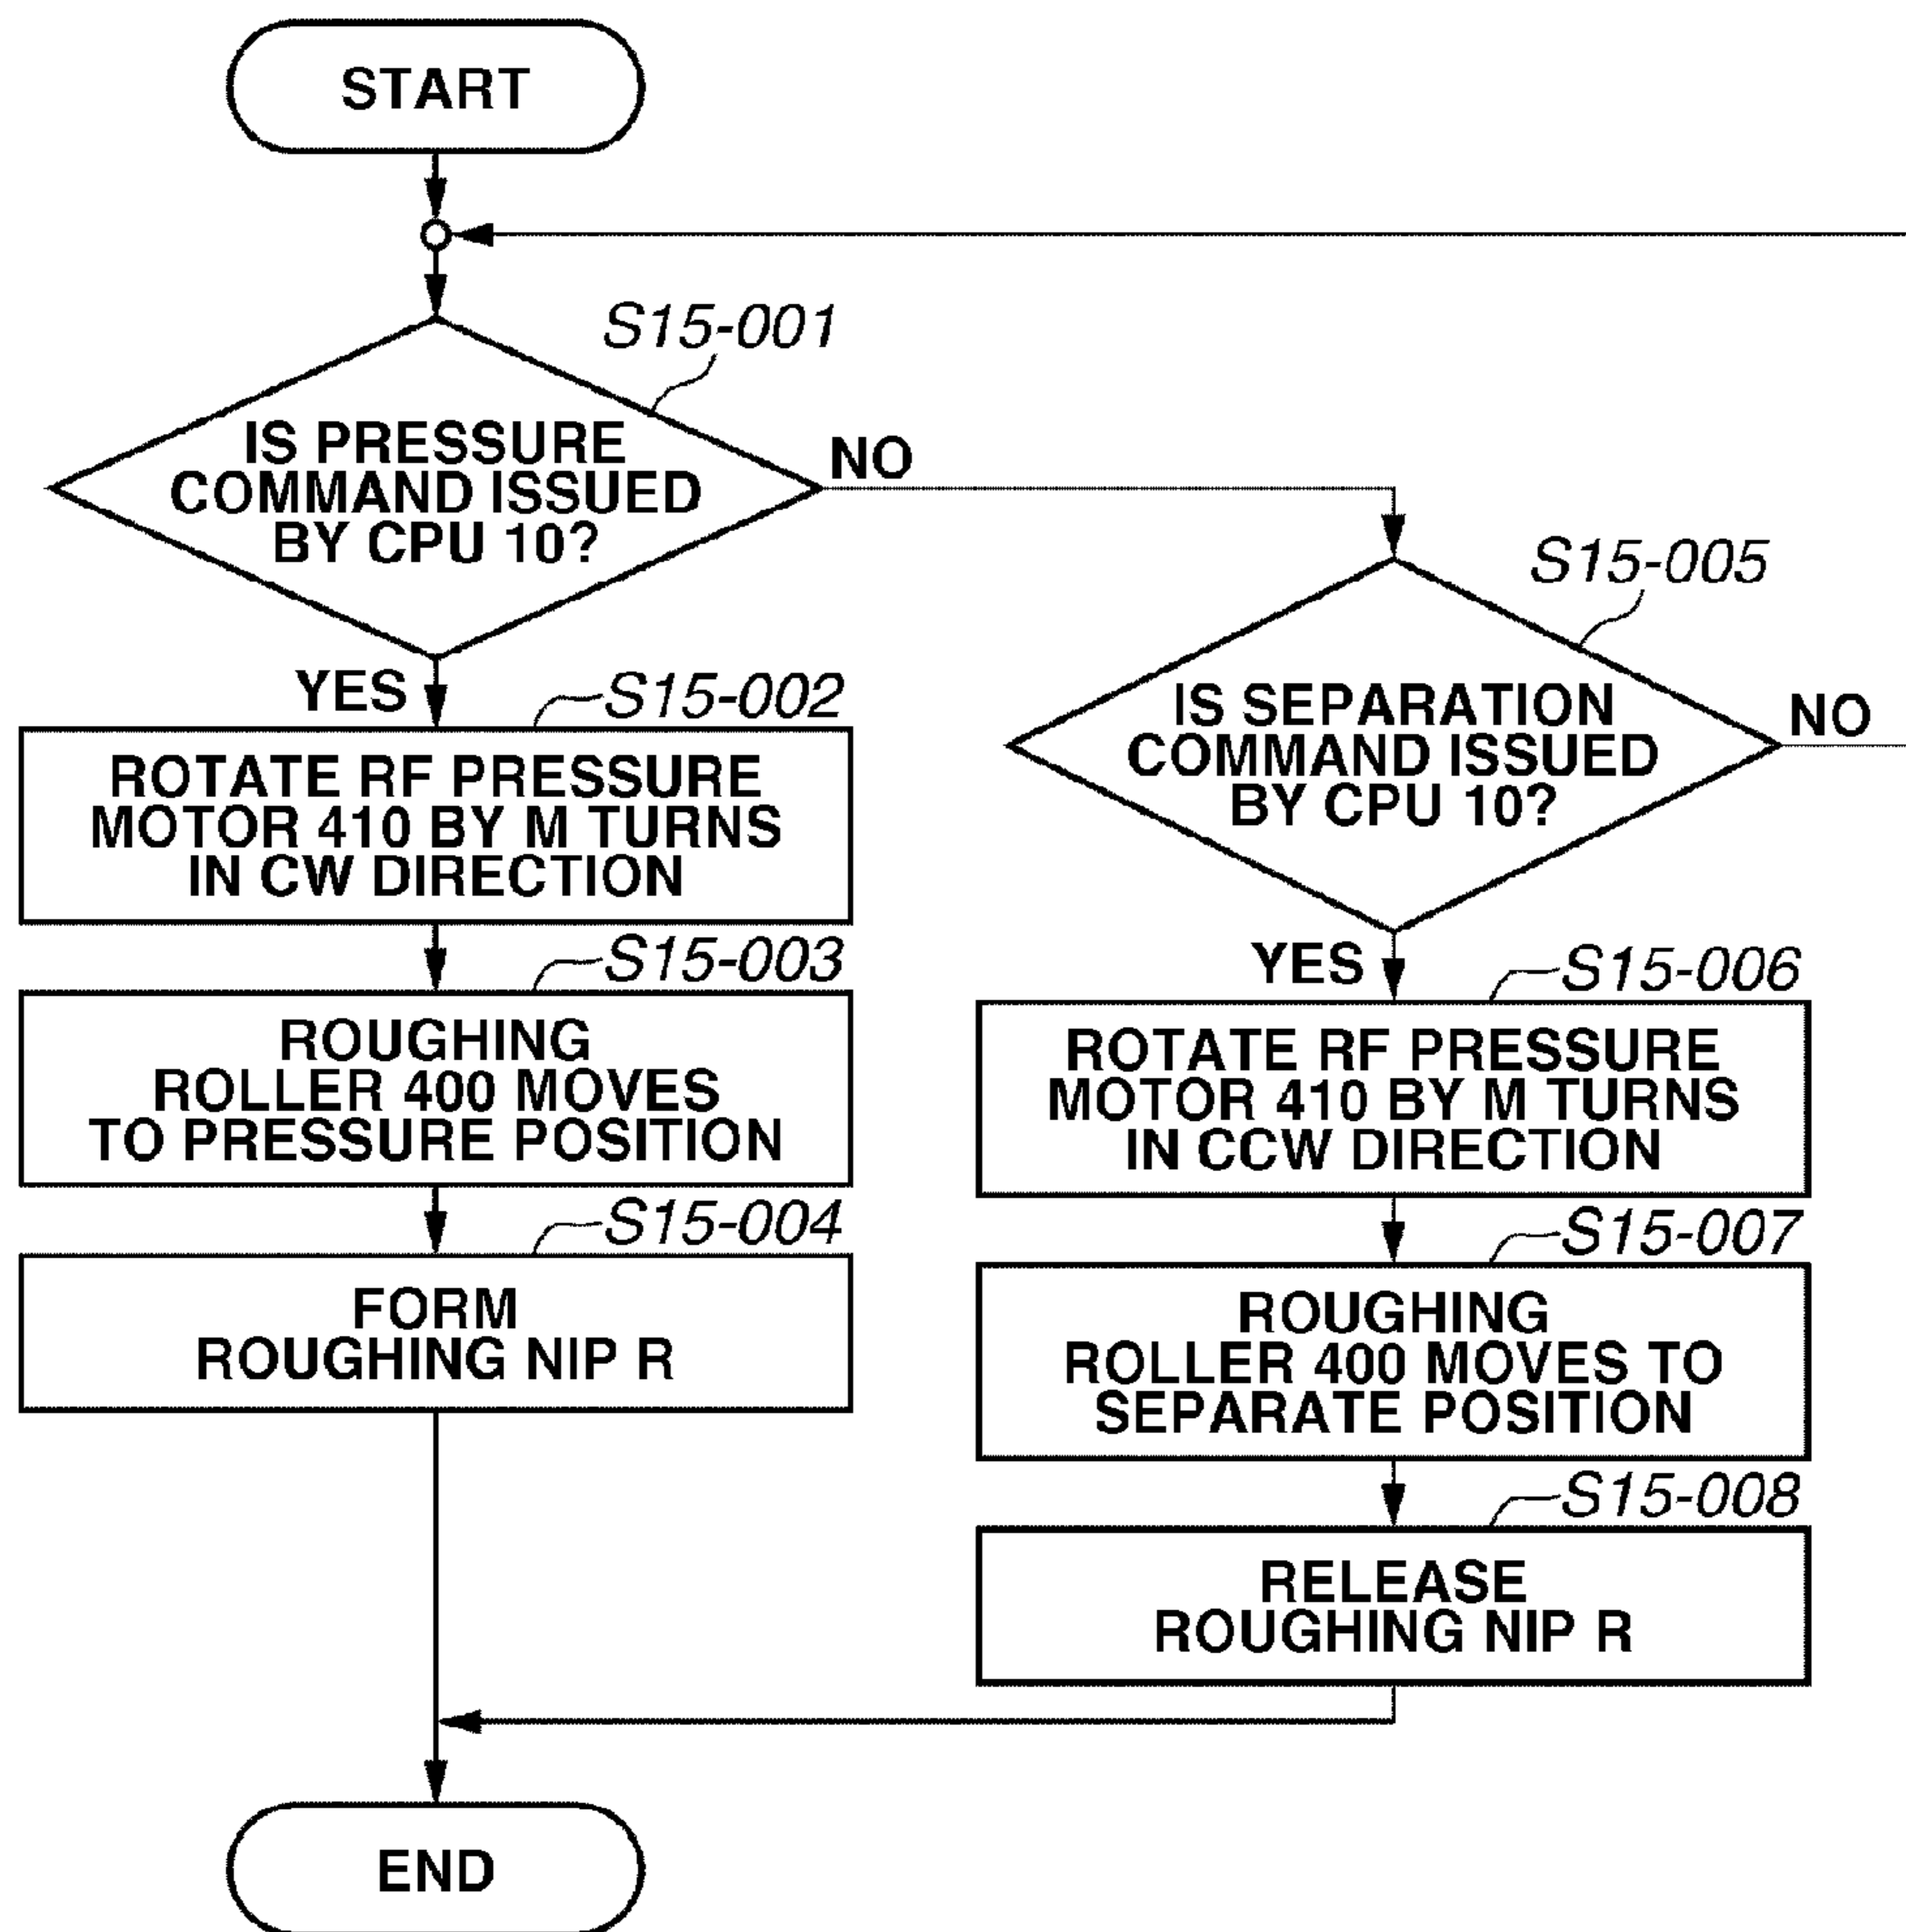 START
S15-001
IS PRESSURE
COMMAND ISSUED
BY CPU 10?
NO
YES
S15-002
ROTATE RF PRESSURE
MOTOR 410 BY M TURNS
IN CW DIRECTION
S15-003
ROUGHING
ROLLER 400 MOVES
TO PRESSURE POSITION
S15-004
FORM
ROUGHING NIP R
S15-005
IS SEPARATION
COMMAND ISSUED
BY CPU 10?
NO
YES
S15-006
ROTATE RF PRESSURE
MOTOR 410 BY M TURNS
IN CCW DIRECTION
S15-007
ROUGHING
ROLLER 400 MOVES TO
SEPARATE POSITION
S15-008
RELEASE
ROUGHING NIP R
END